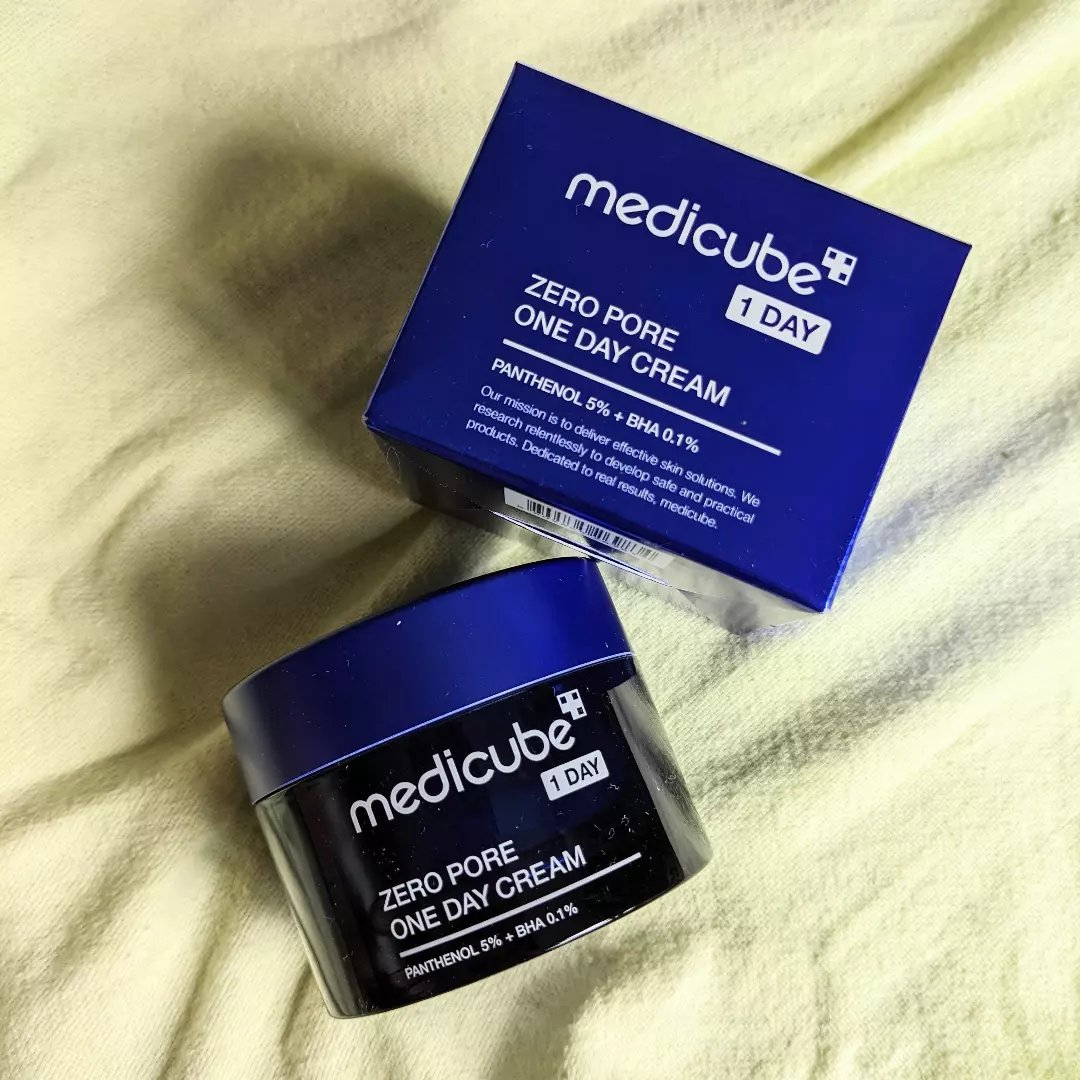 medicube
1 DAY
ZERO PORE
ONE DAY CREAM
PANTHENOL 5% + BHA 0.1%
Our mission is to deliver effective skin solutions. We
research relentlessly to develop safe and practical
products. Dedicated to real results, medicube.
medicube
1 DAY
ZERO PORE
ONE DAY CREAM
PANTHENOL 5% + BHA 0.1%